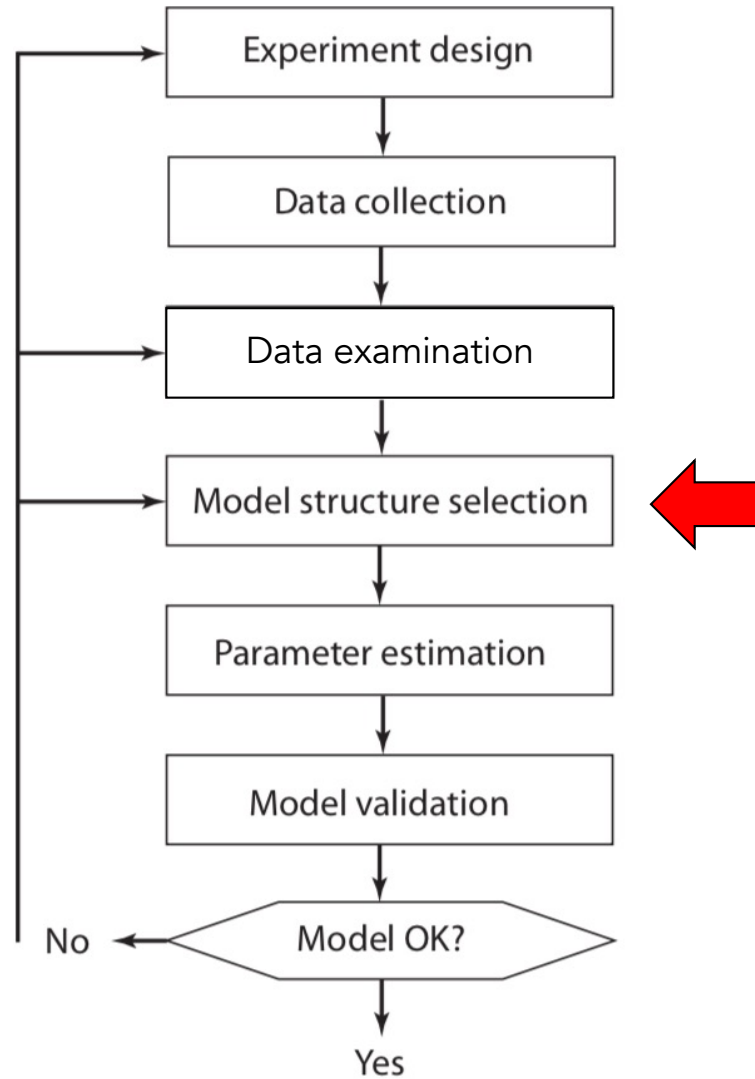 Experiment design
Data collection
Data examination
Model structure selection
Parameter estimation
Model validation
Model OK?
No
Yes